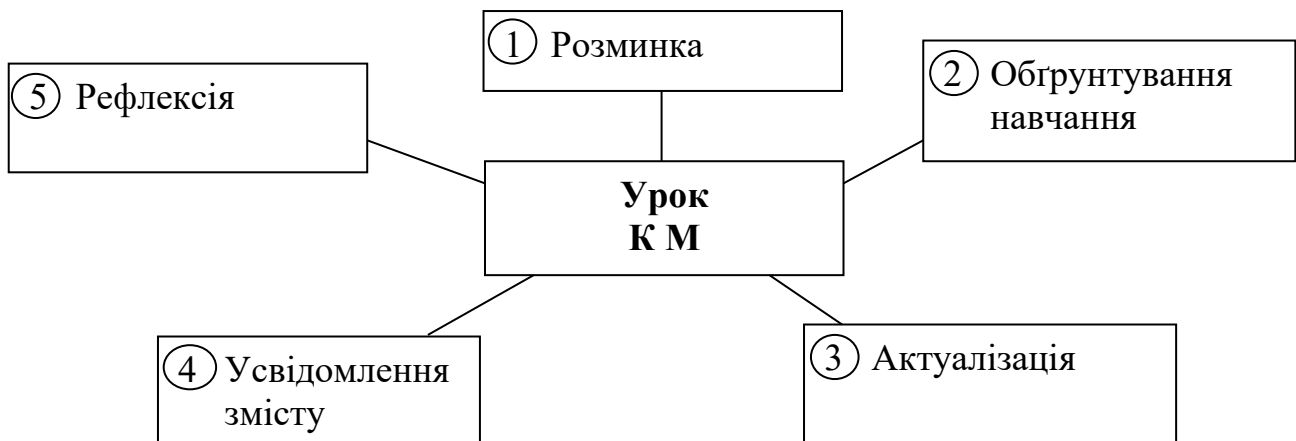 1 Розминка
2 Обґрунтування
навчання
5 Рефлексія
Урок
К М
3 Актуалізація
4 Усвідомлення
змісту